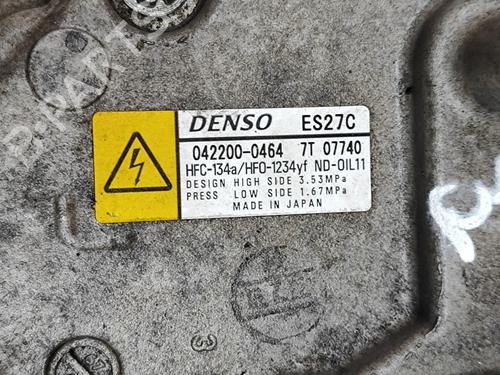 DENSO ES27C
042200-0464 7T 07740
HFC-134a/HFO-1234yf ND-OIL11
DESIGN HIGH SIDE 3.53MPa
PRESS LOW SIDE 1.67MPa
MADE IN JAPAN